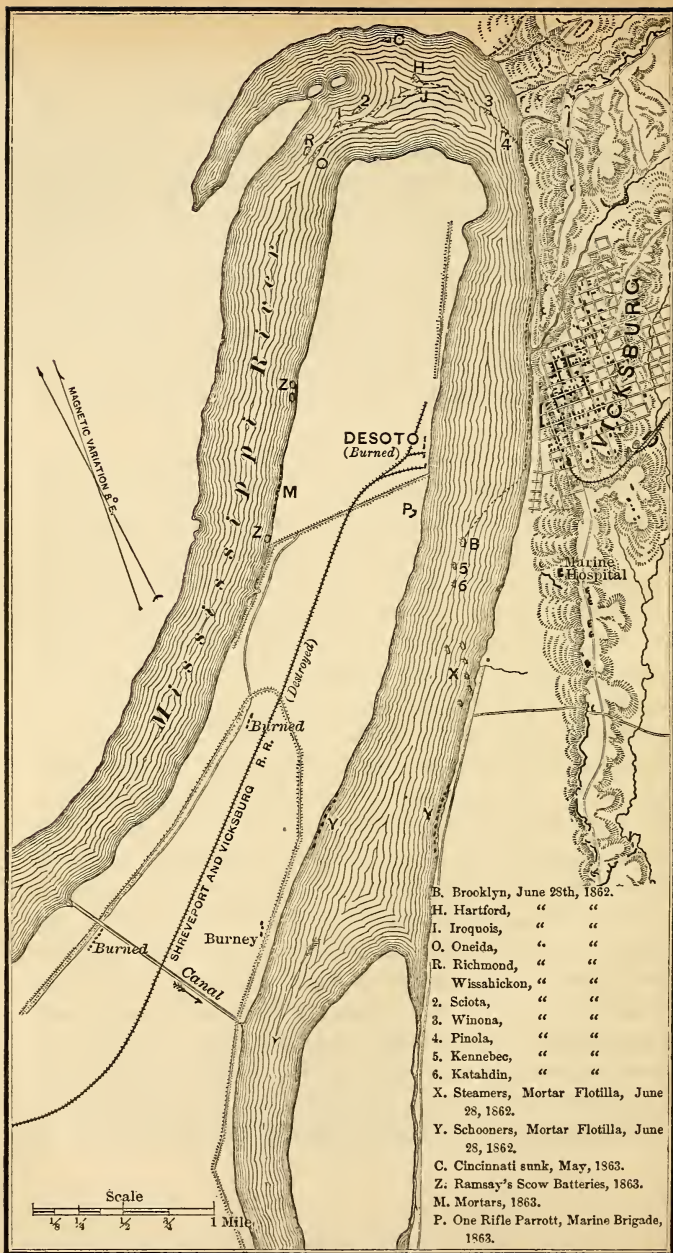 C
H
J
1
2
3
4
R
O
Mississippi River
VICKSBURG
Z
MAGNETIC VARIATION 8° E.
DESOTO
(Burned)
M
P
Z
B
5
6
Marine
Hospital
X
(Destroyed)
Burned
SHREVEPORT AND VICKSBURG R. R.
Y
Y
Burned
Burney
Canal
B. Brooklyn, June 28th, 1862.
H. Hartford, “ “
I. Iroquois, “ “
O. Oneida, “ “
R. Richmond, “ “
Wissahickon, “ “
2. Sciota, “ “
3. Winona, “ “
4. Pinola, “ “
5. Kennebec, “ “
6. Katahdin, “ “
X. Steamers, Mortar Flotilla, June
28, 1862.
Y. Schooners, Mortar Flotilla, June
28, 1862.
C. Cincinnati sunk, May, 1863.
Z. Ramsay's Scow Batteries, 1863.
M. Mortars, 1863.
P. One Rifle Parrott, Marine Brigade,
1863.
Scale
⅛ ¼ ½ ¾ 1 Mile